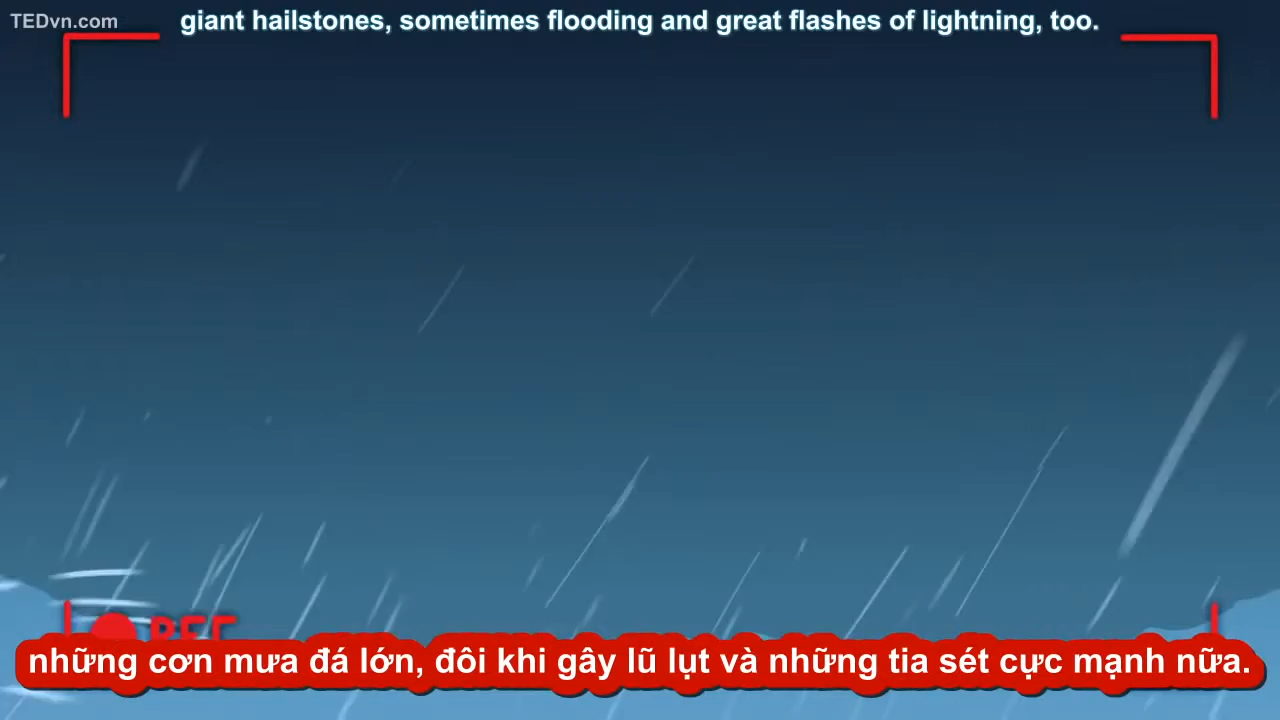 TEDvn.com
giant hailstones, sometimes flooding and great flashes of lightning, too.
REC
những cơn mưa đá lớn, đôi khi gây lũ lụt và những tia sét cực mạnh nữa.